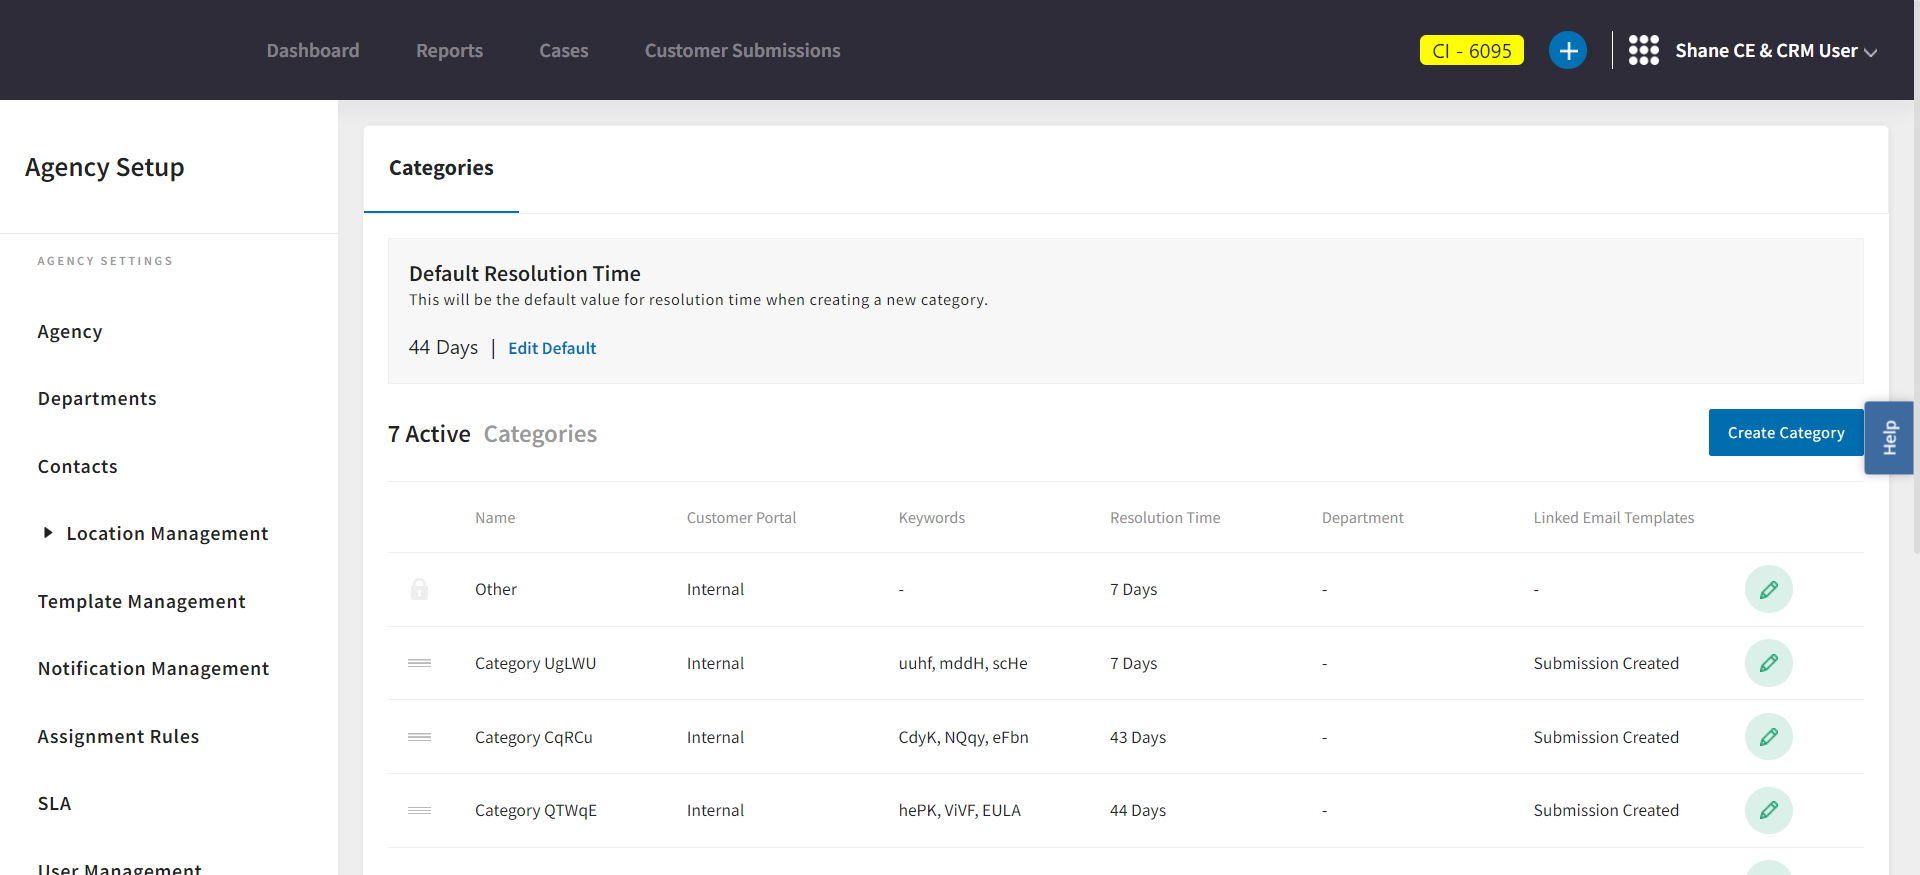 Dashboard Reports Cases Customer Submissions CI - 6095 Shane CE & CRM User
Agency Setup
AGENCY SETTINGS
Agency
Departments
Contacts
Location Management
Template Management
Notification Management
Assignment Rules
SLA
User Management
Categories
Default Resolution Time
This will be the default value for resolution time when creating a new category.
44 Days | Edit Default
7 Active Categories
Create Category
Help
Name Customer Portal Keywords Resolution Time Department Linked Email Templates
Other Internal - 7 Days - -
Category UgLWU Internal uuhf, mddH, scHe 7 Days - Submission Created
Category CqRCu Internal CdyK, NQqy, eFbn 43 Days - Submission Created
Category QTWqE Internal hePK, ViVF, EULA 44 Days - Submission Created